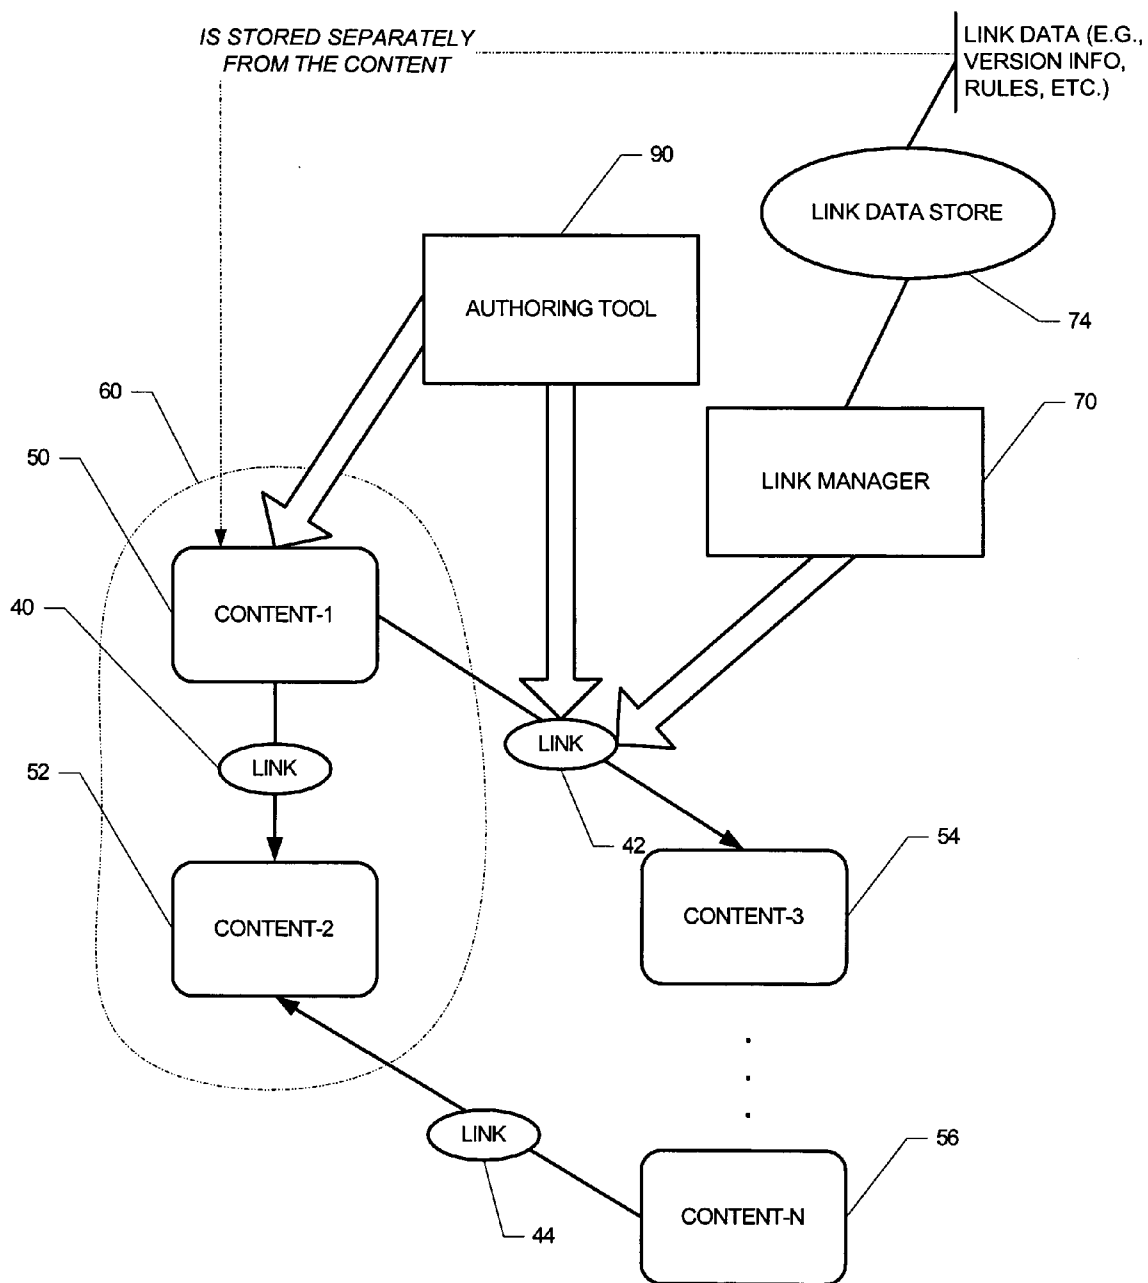 IS STORED SEPARATELY
FROM THE CONTENT
LINK DATA (E.G.,
VERSION INFO,
RULES, ETC.)
90
LINK DATA STORE
AUTHORING TOOL
74
60
70
50
LINK MANAGER
40
CONTENT-1
LINK
52
LINK
42
54
CONTENT-2
CONTENT-3
LINK
56
44
CONTENT-N